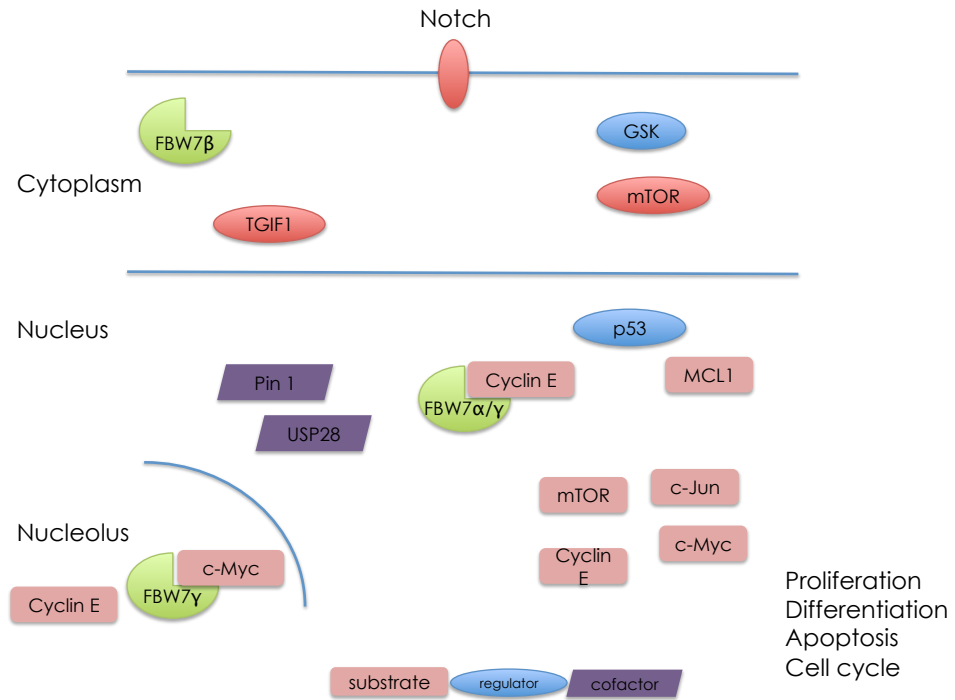 Notch
FBW7β
GSK
Cytoplasm
mTOR
TGIF1
Nucleus
p53
Pin 1
Cyclin E
MCL1
FBW7α/γ
USP28
mTOR
c-Jun
Nucleolus
c-Myc
c-Myc
Cyclin
E
FBW7γ
Cyclin E
Proliferation
Differentiation
Apoptosis
Cell cycle
substrate
regulator
cofactor